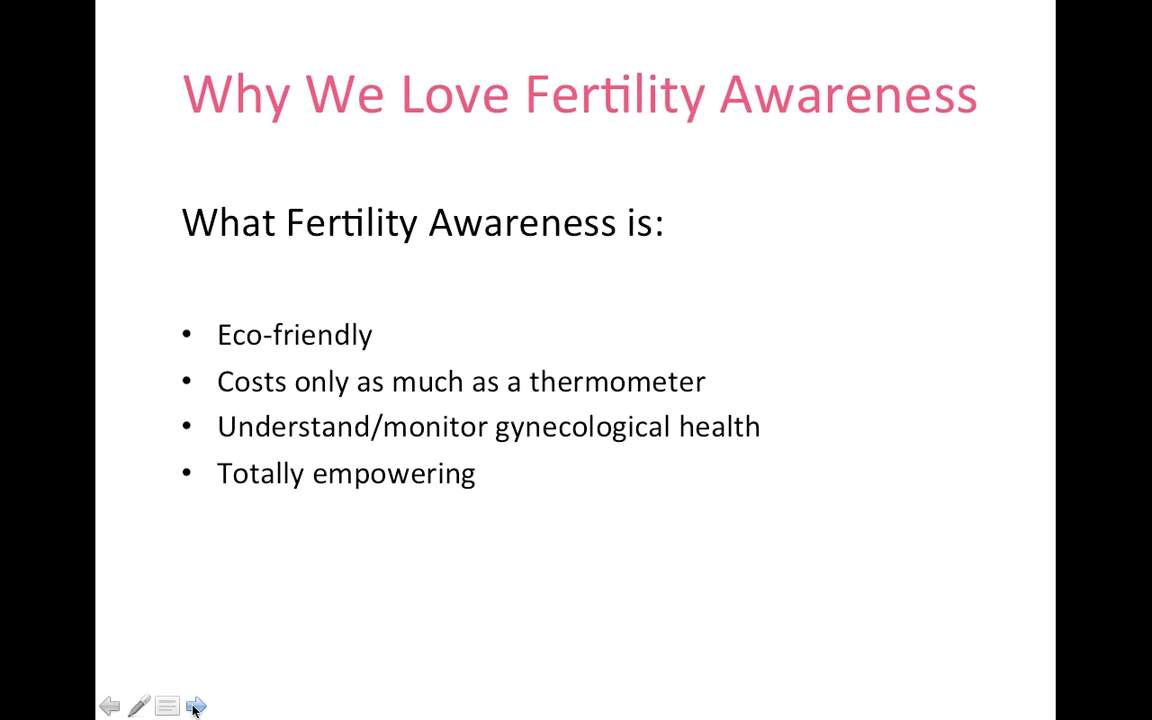 Why We Love Fertility Awareness
What Fertility Awareness is:
• Eco-friendly
• Costs only as much as a thermometer
• Understand/monitor gynecological health
• Totally empowering